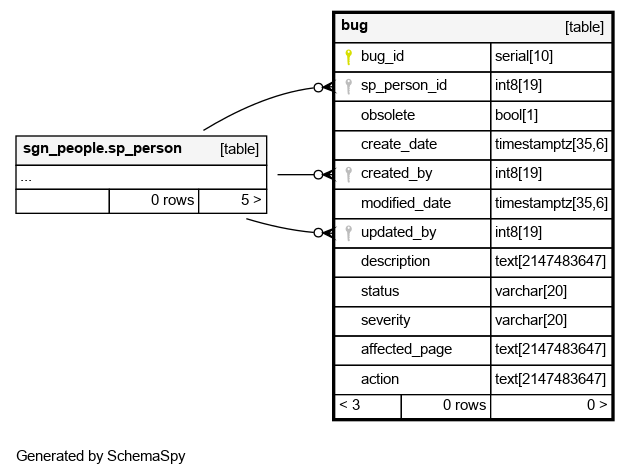 sgn_people.sp_person [table]
...
0 rows 5 >
bug [table]
bug_id serial[10]
sp_person_id int8[19]
obsolete bool[1]
create_date timestamptz[35,6]
created_by int8[19]
modified_date timestamptz[35,6]
updated_by int8[19]
description text[2147483647]
status varchar[20]
severity varchar[20]
affected_page text[2147483647]
action text[2147483647]
< 3 0 rows 0 >
Generated by SchemaSpy